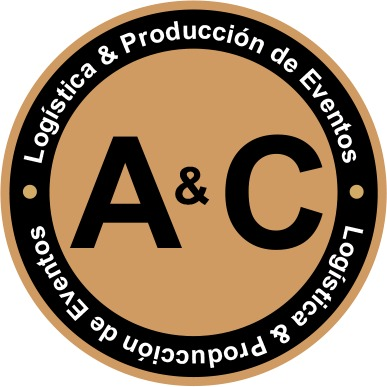 Logística & Producción de Eventos
A & C
Logística & Producción de Eventos